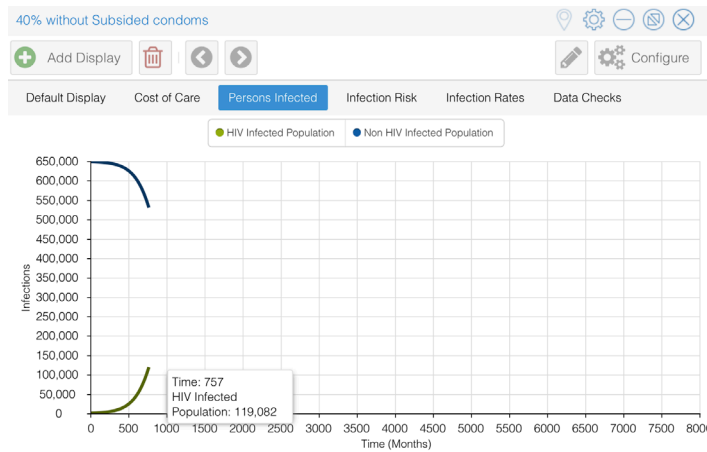 40% without Subsided condoms
Add Display
Configure
Default Display Cost of Care Persons Infected Infection Risk Infection Rates Data Checks
HIV Infected Population Non HIV Infected Population
650,000
600,000
550,000
500,000
450,000
400,000
350,000
300,000
250,000
200,000
150,000
100,000
50,000
0
Infections
Time: 757
HIV Infected
Population: 119,082
0 500 1000 1500 2000 2500 3000 3500 4000 4500 5000 5500 6000 6500 7000 7500 800
Time (Months)